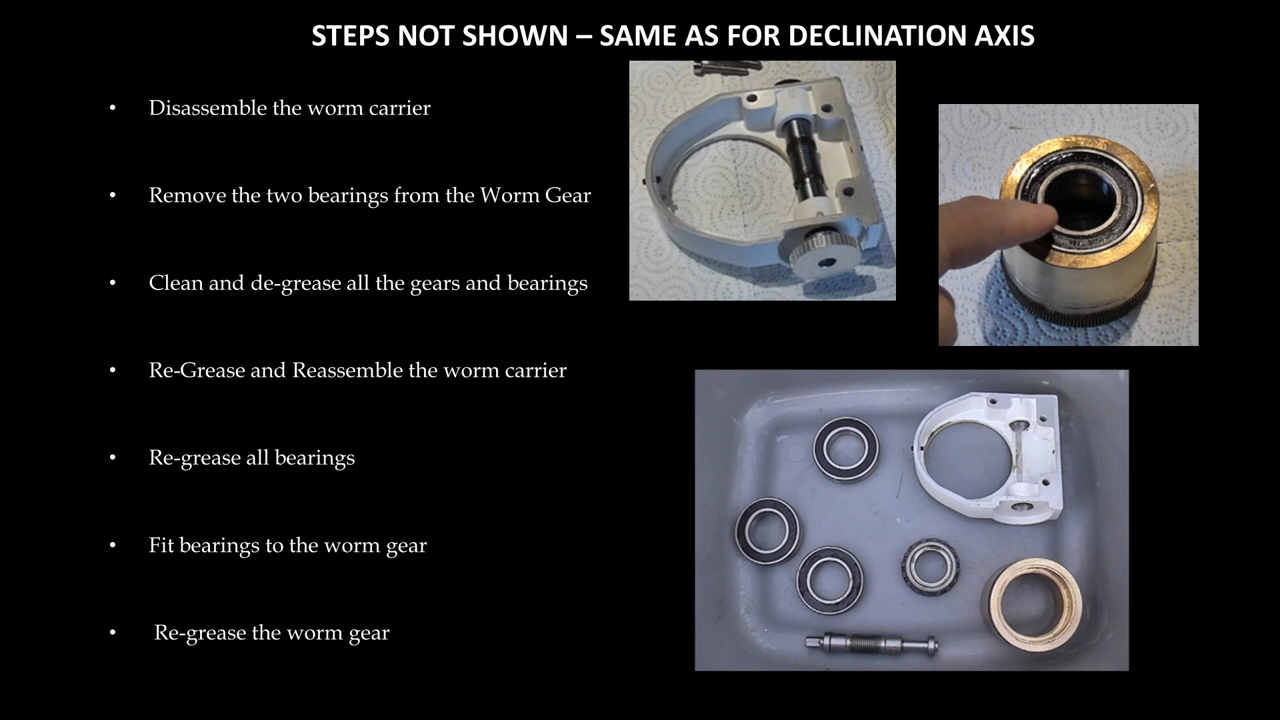 STEPS NOT SHOWN – SAME AS FOR DECLINATION AXIS
• Disassemble the worm carrier
• Remove the two bearings from the Worm Gear
• Clean and de-grease all the gears and bearings
• Re-Grease and Reassemble the worm carrier
• Re-grease all bearings
• Fit bearings to the worm gear
• Re-grease the worm gear